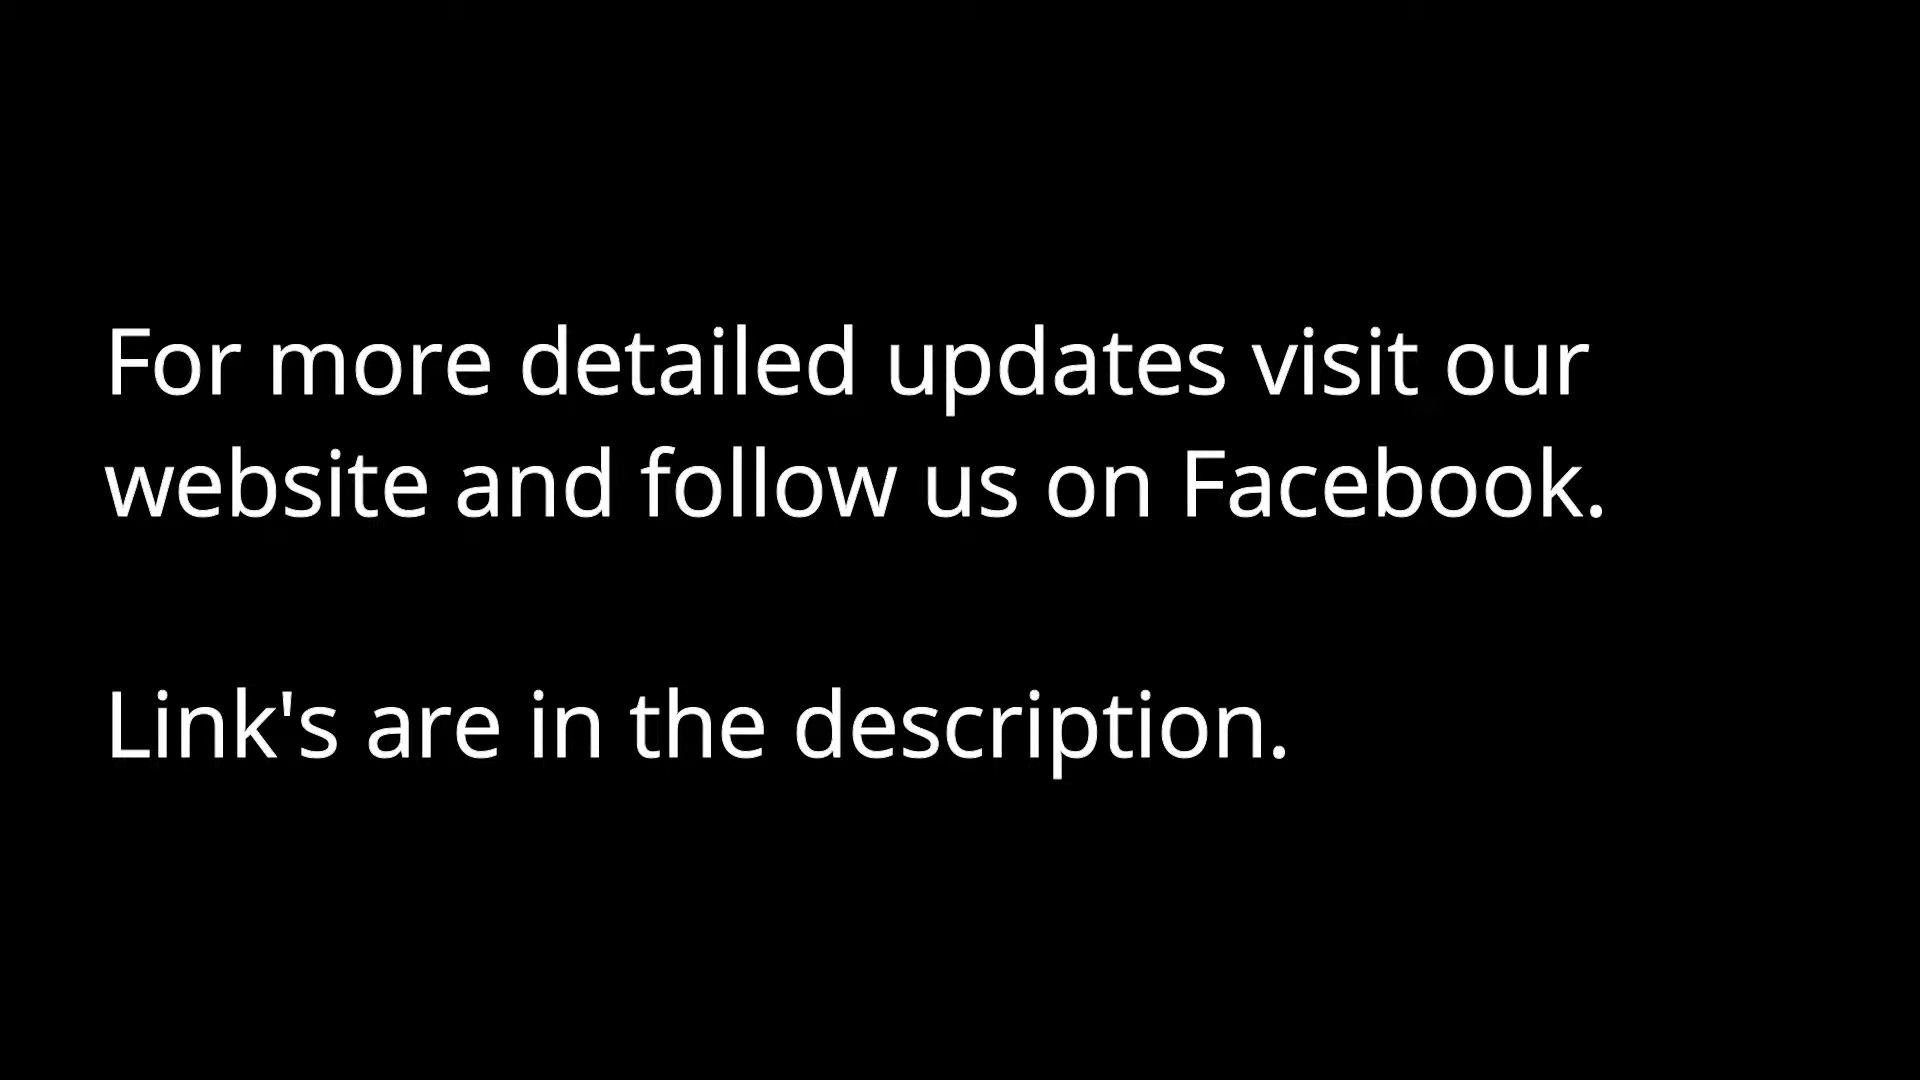 For more detailed updates visit our
website and follow us on Facebook.
Link's are in the description.